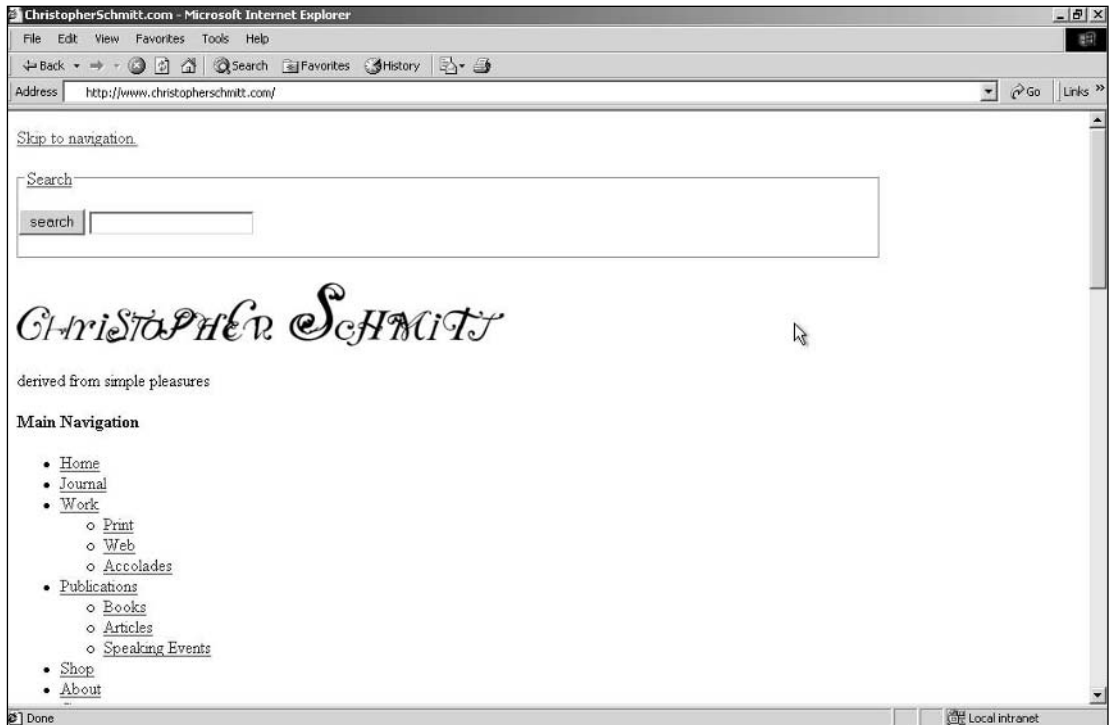 ChristopherSchmitt.com - Microsoft Internet Explorer
File Edit View Favorites Tools Help
Back Search Favorites History
Address http://www.christopherschmitt.com/ Go Links »
Skip to navigation.
Search
search
CHriSToPHEr ScHMiTT
derived from simple pleasures
Main Navigation
• Home
• Journal
• Work
○ Print
○ Web
○ Accolades
• Publications
○ Books
○ Articles
○ Speaking Events
• Shop
• About
Done Local intranet